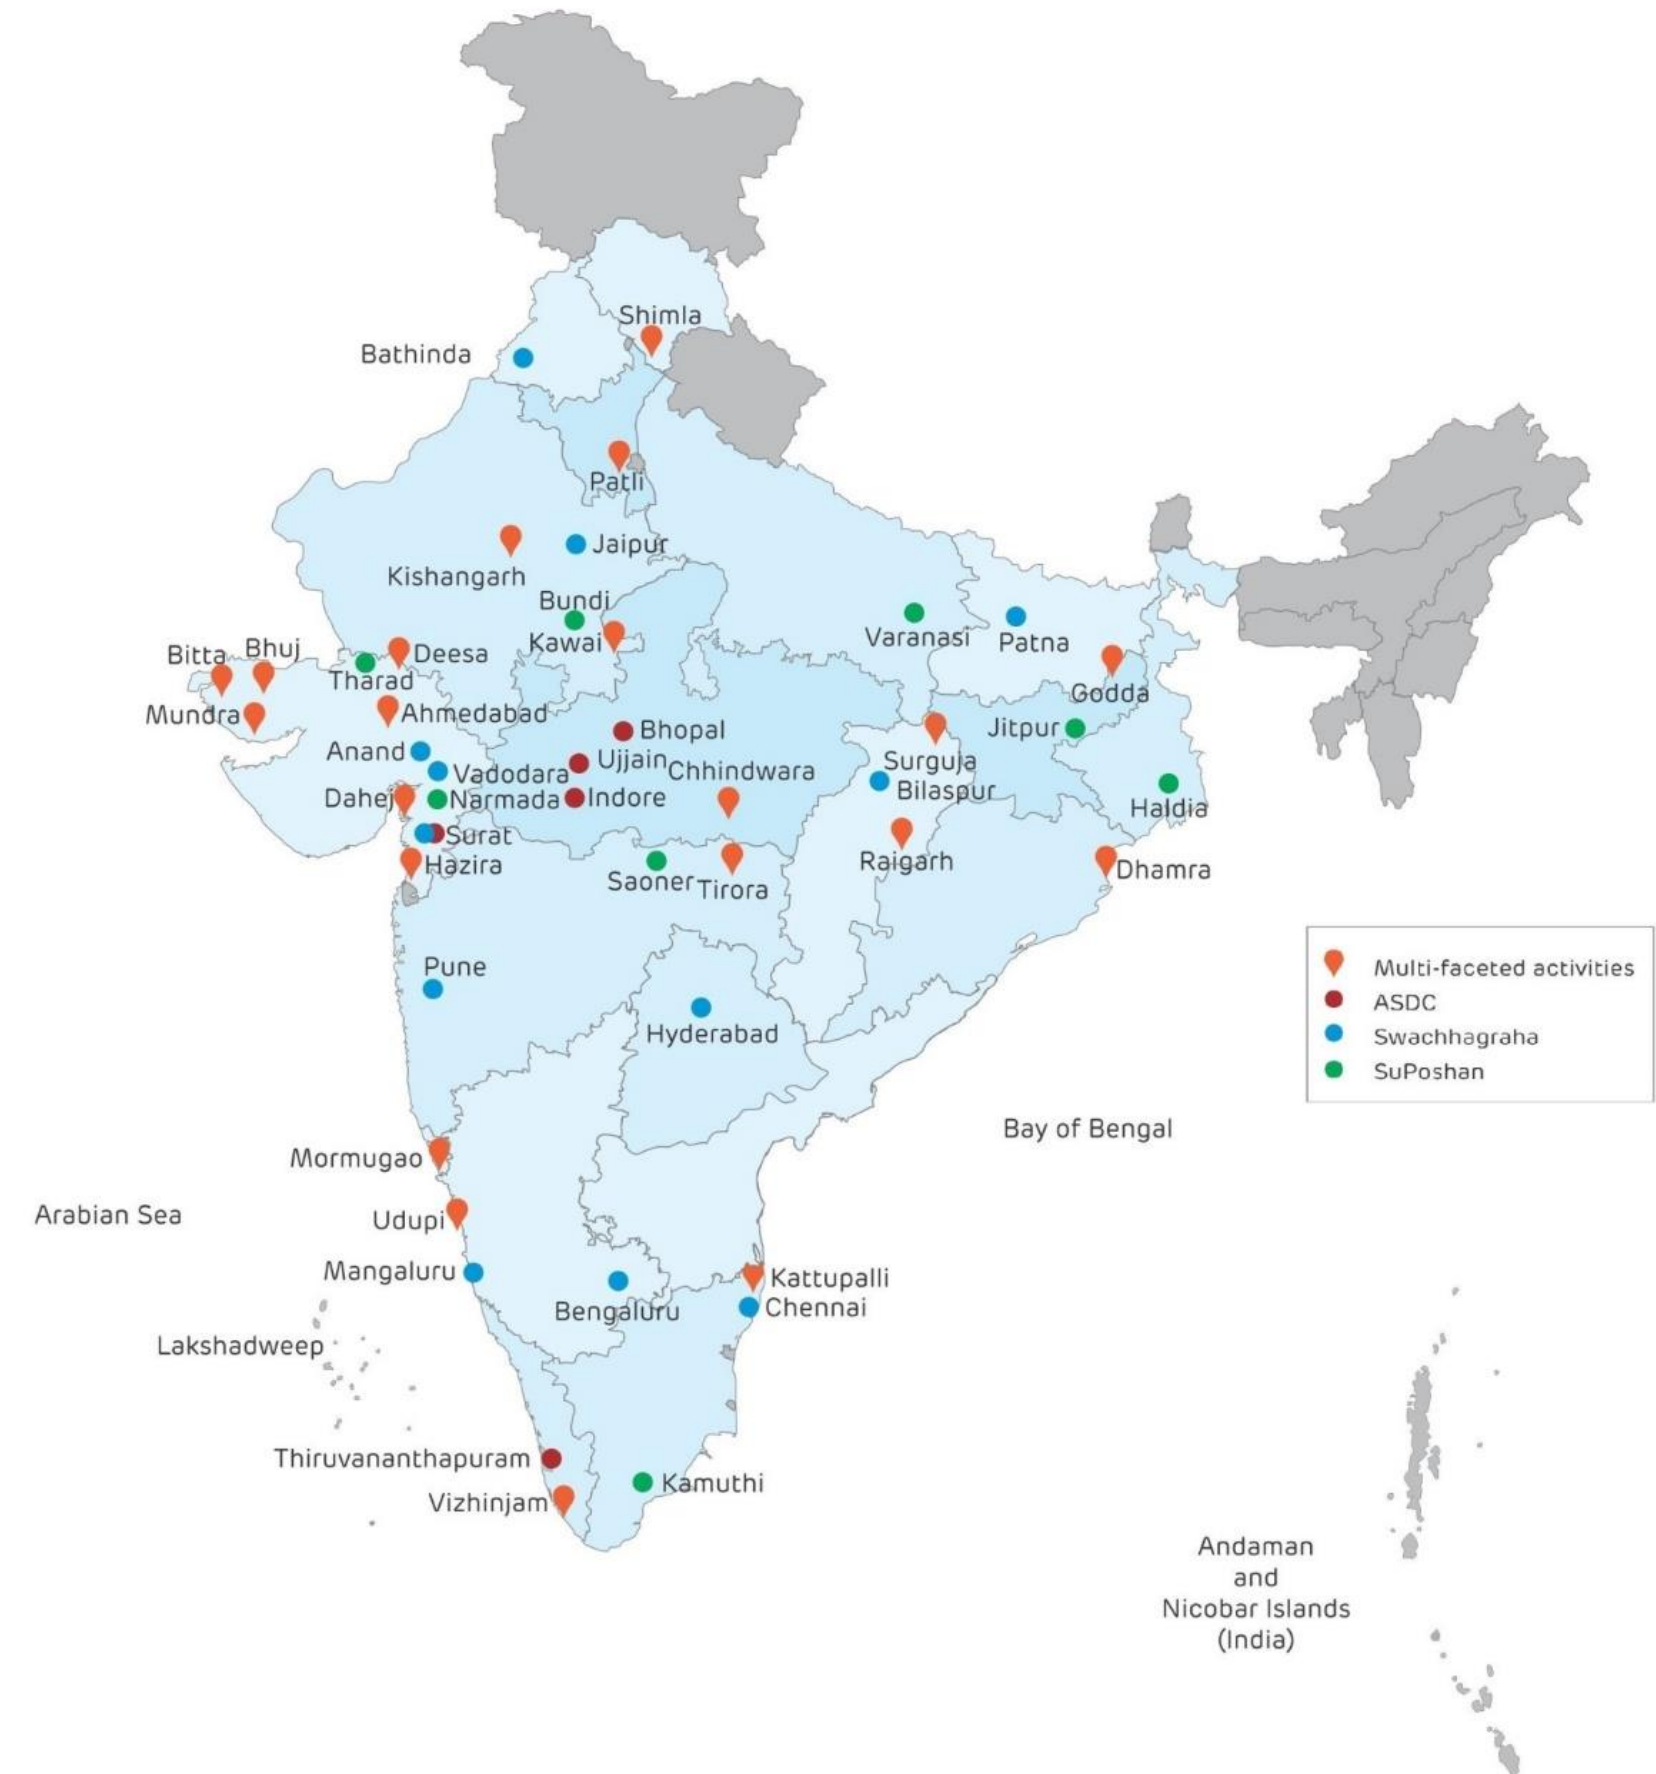 Shimla
Bathinda
Patli
Jaipur
Kishangarh
Bundi
Kawai
Varanasi
Patna
Bitta
Bhuj
Deesa
Tharad
Godda
Mundra
Ahmedabad
Jitpur
Bhopal
Anand
Ujjain
Surguja
Vadodara
Chhindwara
Bilaspur
Dahej
Narmada
Indore
Haldia
Surat
Hazira
Raigarh
Dhamra
Saoner
Tirora
Pune
Hyderabad
Multi-faceted activities
ASDC
Swachhagraha
SuPoshan
Bay of Bengal
Mormugao
Arabian Sea
Udupi
Mangaluru
Kattupalli
Bengaluru
Chennai
Lakshadweep
Thiruvananthapuram
Kamuthi
Vizhinjam
Andaman
and
Nicobar Islands
(India)